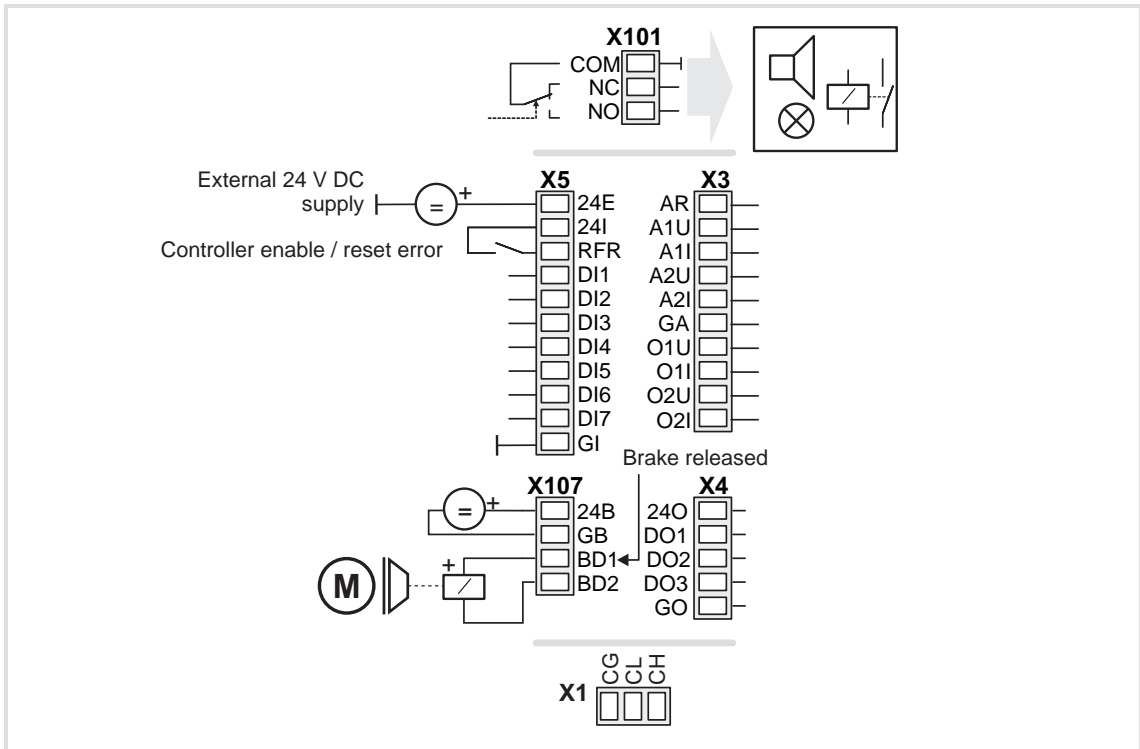 X101
COM
NC
NO
External 24 V DC
supply
=
+
Controller enable / reset error
X5
24E
24I
RFR
DI1
DI2
DI3
DI4
DI5
DI6
DI7
GI
X3
AR
A1U
A1I
A2U
A2I
GA
O1U
O1I
O2U
O2I
Brake released
X107
=
+
24B
GB
BD1
BD2
M
+
X4
24O
DO1
DO2
DO3
GO
X1
CG
CL
CH